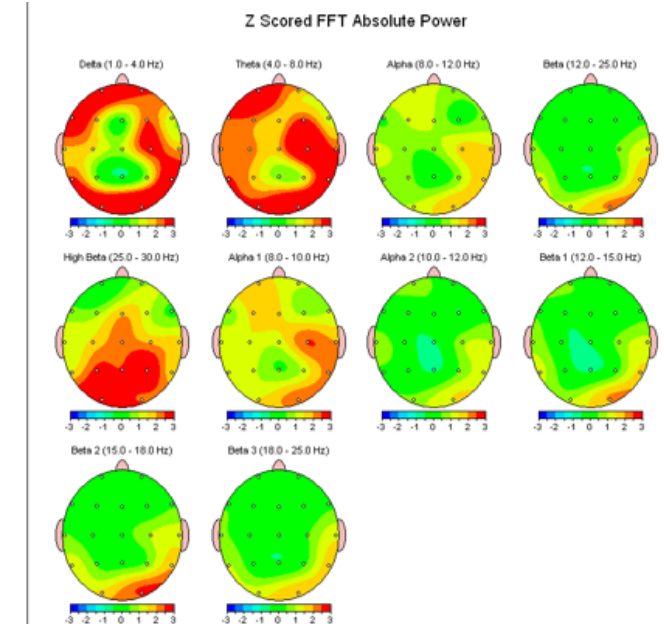 Z Scored FFT Absolute Power
Delta (1.0 - 4.0 Hz) Theta (4.0 - 8.0 Hz) Alpha (8.0 - 12.0 Hz) Beta (12.0 - 25.0 Hz)
-3 -2 -1 0 1 2 3 -3 -2 -1 0 1 2 3 -3 -2 -1 0 1 2 3 -3 -2 -1 0 1 2 3
High Beta (25.0 - 30.0 Hz) Alpha 1 (8.0 - 10.0 Hz) Alpha 2 (10.0 - 12.0 Hz) Beta 1 (12.0 - 15.0 Hz)
-3 -2 -1 0 1 2 3 -3 -2 -1 0 1 2 3 -3 -2 -1 0 1 2 3 -3 -2 -1 0 1 2 3
Beta 2 (15.0 - 18.0 Hz) Beta 3 (18.0 - 25.0 Hz)
-3 -2 -1 0 1 2 3 -3 -2 -1 0 1 2 3